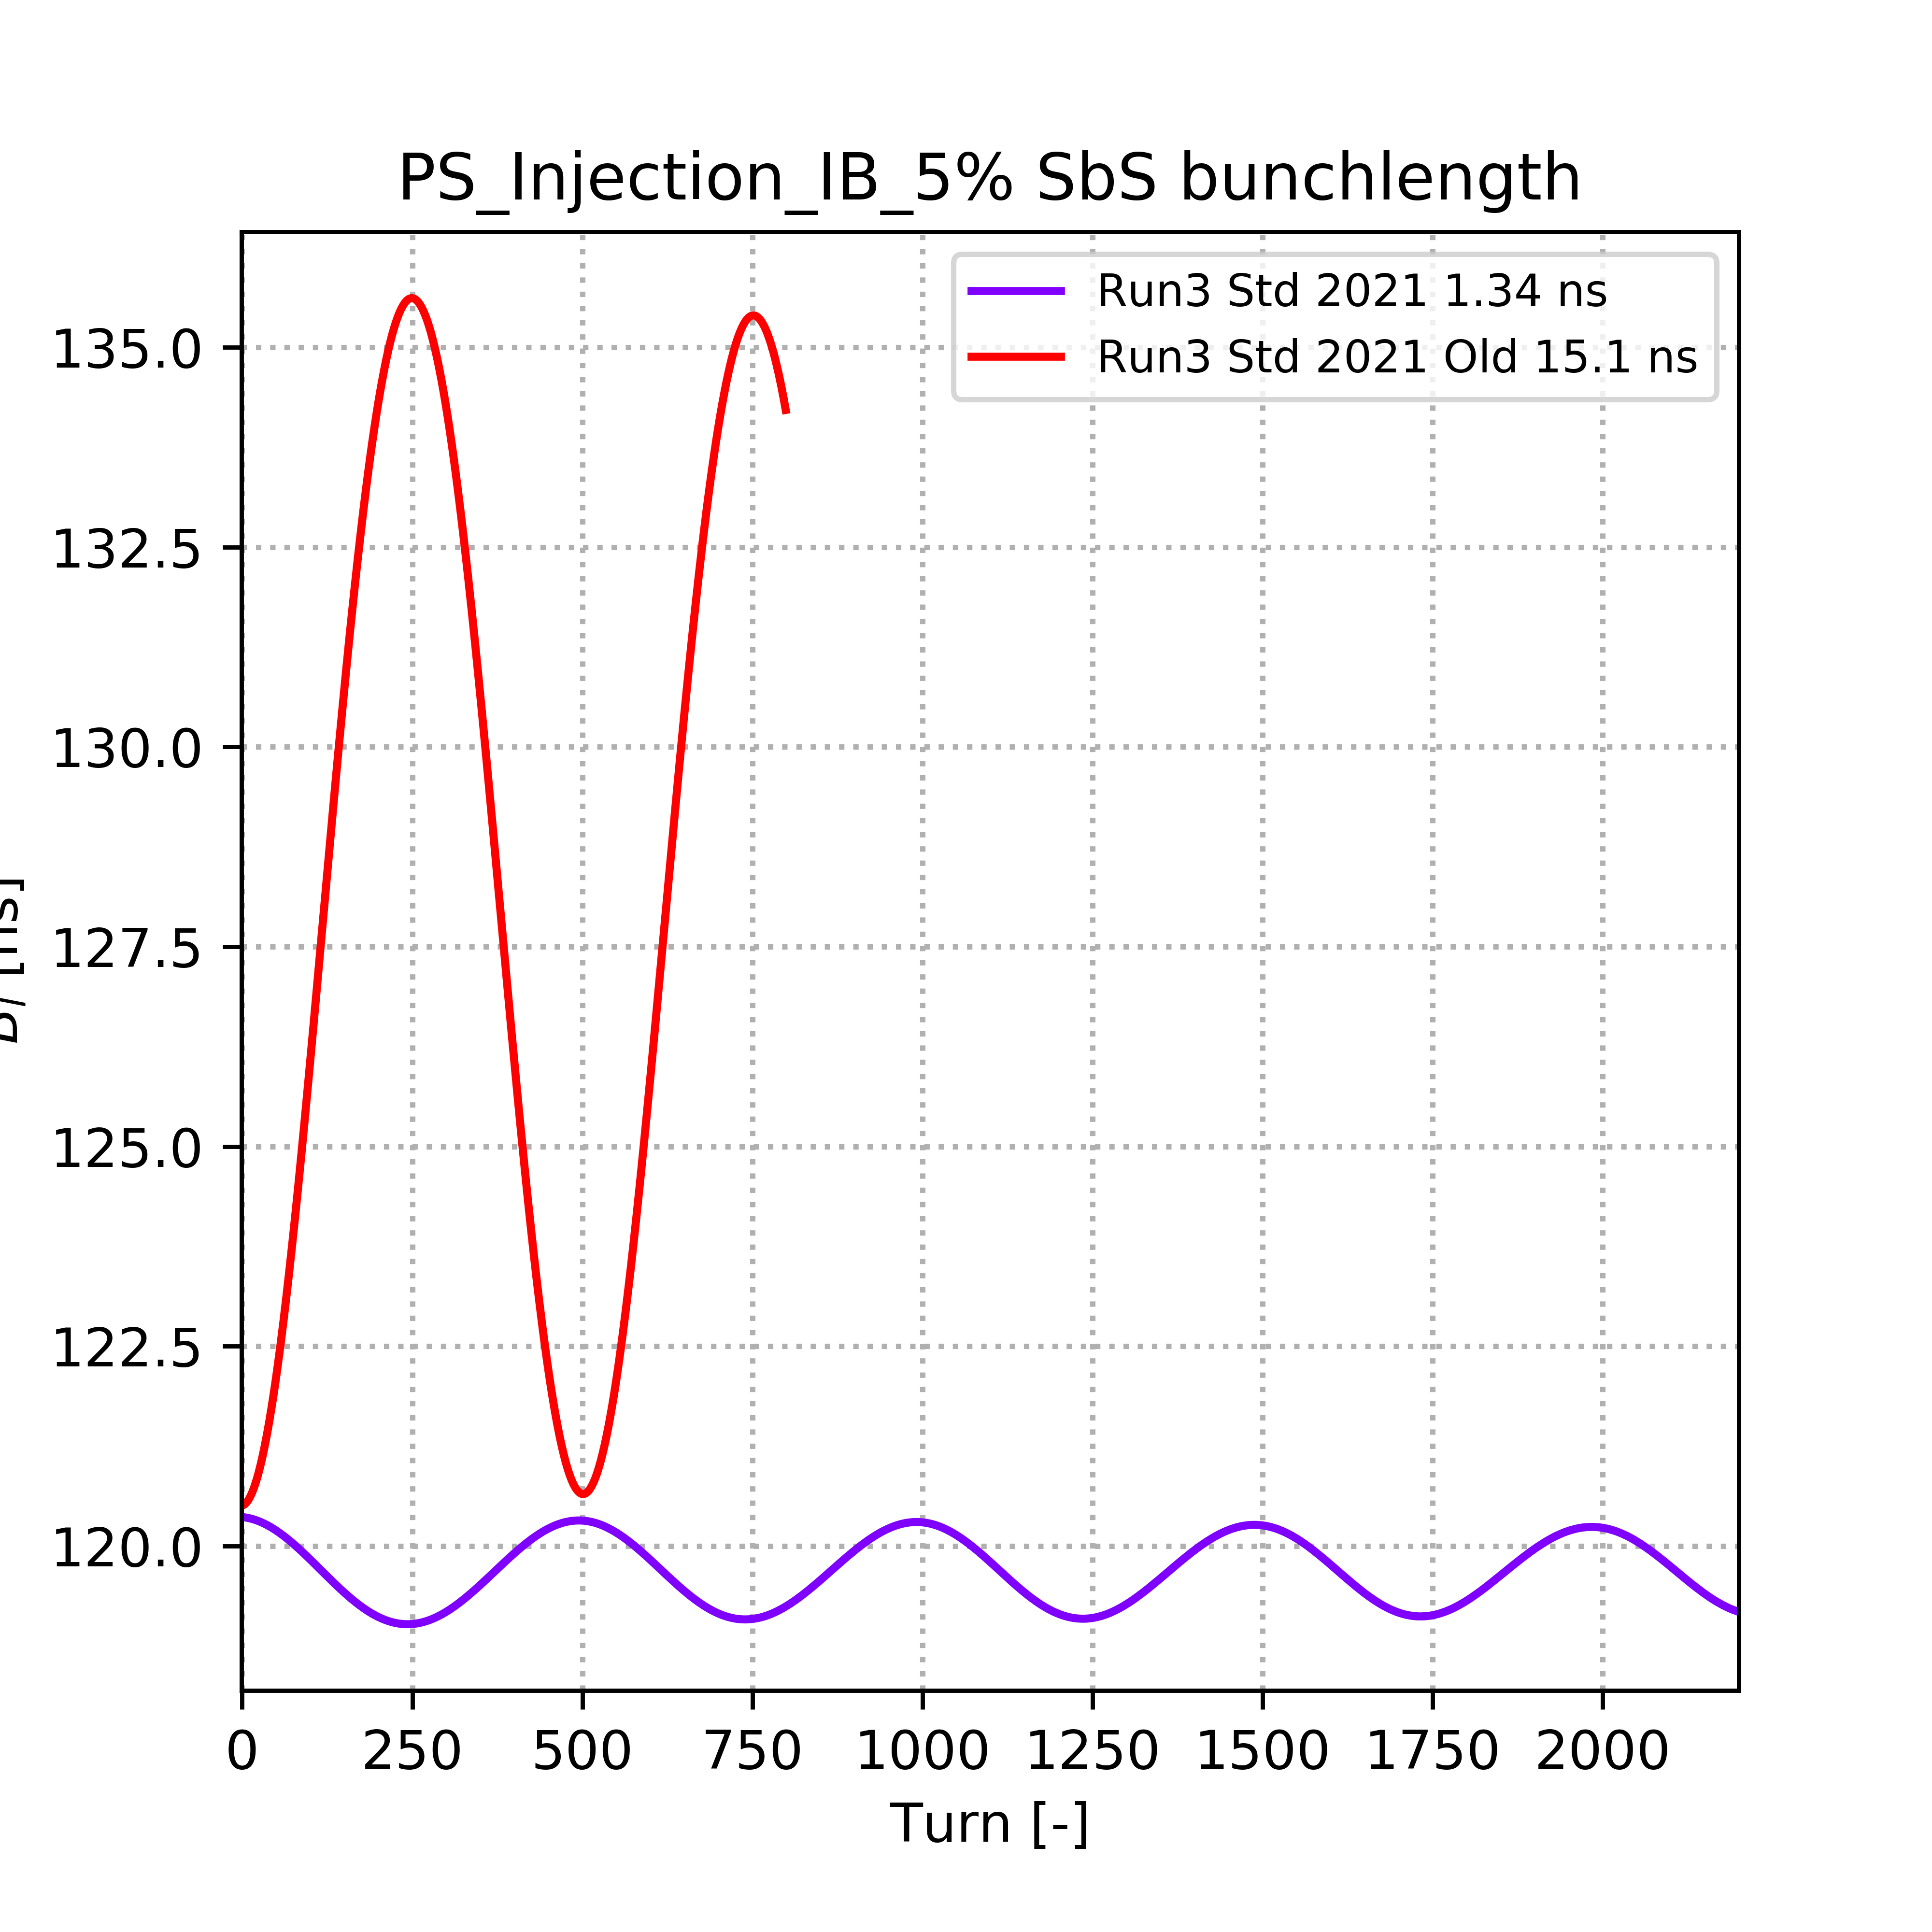 PS_Injection_IB_5% SbS bunchlength
Run3 Std 2021 1.34 ns
Run3 Std 2021 Old 15.1 ns
135.0
132.5
130.0
127.5
125.0
122.5
120.0
0 250 500 750 1000 1250 1500 1750 2000
Turn [-]